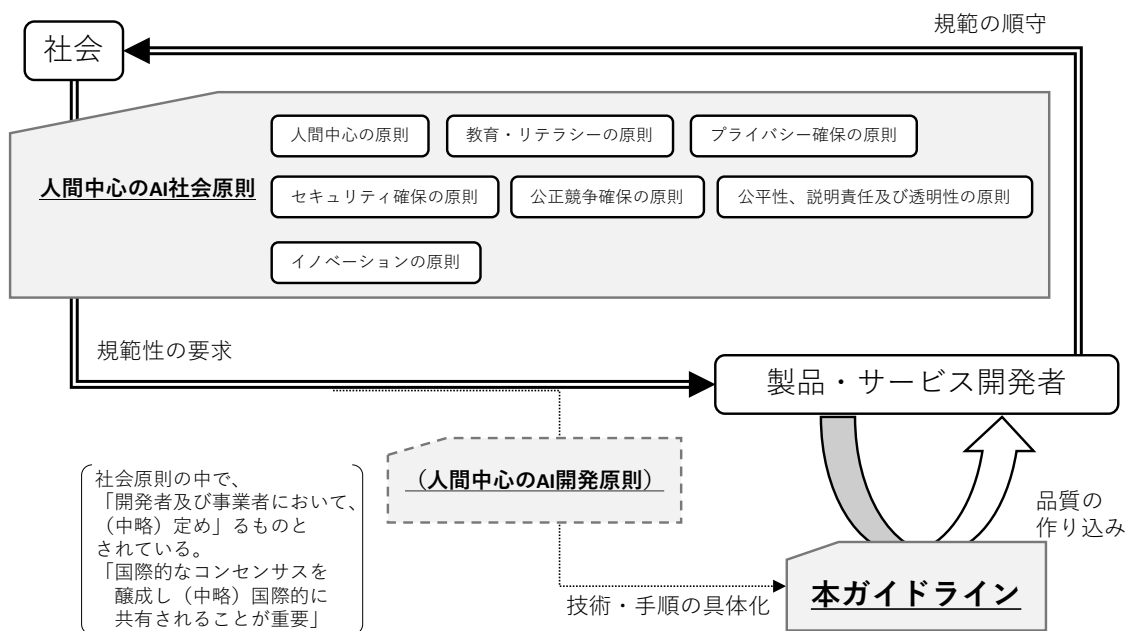 規範の順守
社会
人間中心の原則
教育・リテラシーの原則
プライバシー確保の原則
人間中心のAI社会原則
セキュリティ確保の原則
公正競争確保の原則
公平性、説明責任及び透明性の原則
イノベーションの原則
規範性の要求
製品・サービス開発者
(人間中心のAI開発原則)
社会原則の中で、
「開発者及び事業者において、
(中略)定め」るものと
されている。
「国際的なコンセンサスを
醸成し(中略)国際的に
共有されることが重要」
品質の
作り込み
本ガイドライン
技術・手順の具体化